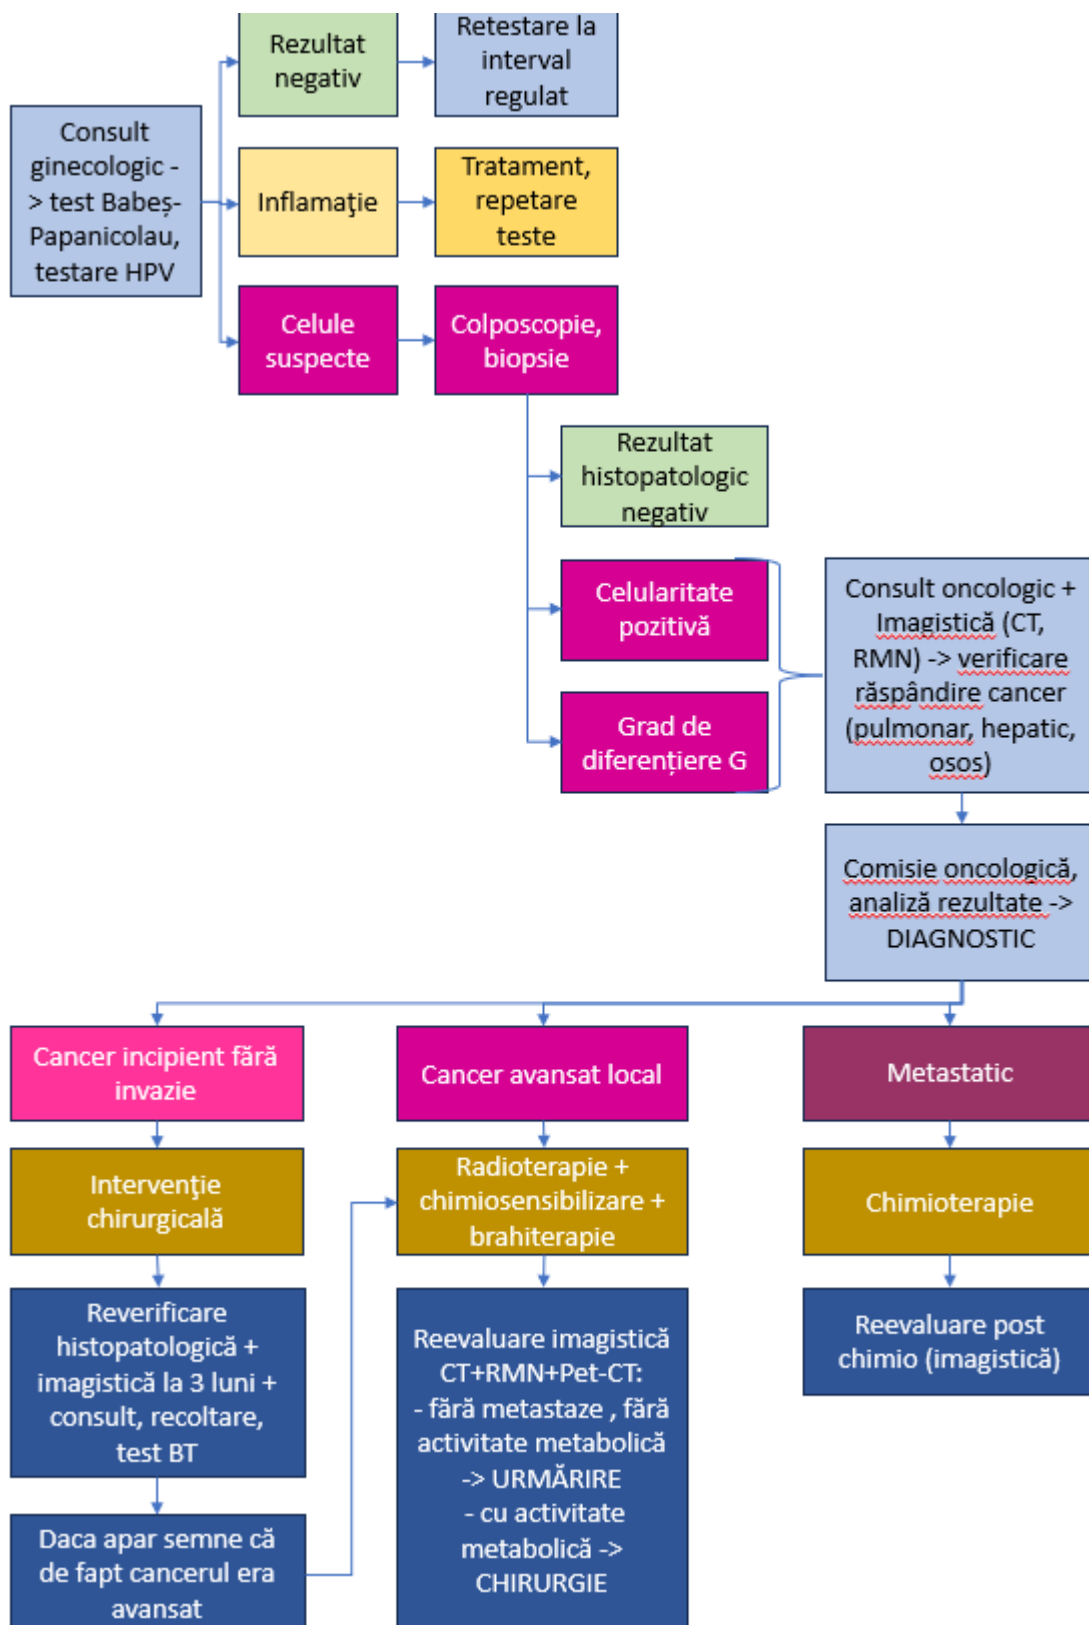 Rezultat
negativ
Retestare la
interval
regulat
Consult
ginecologic -
> test Babeș-
Papanicolau,
testare HPV
Inflamaţie
Tratament,
repetare
teste
Celule
suspecte
Colposcopie,
biopsie
Rezultat
histopatologic
negativ
Celularitate
pozitivă
Grad de
diferențiere G
Consult oncologic +
Imagistică (CT,
RMN) -> verificare
răspândire cancer
(pulmonar, hepatic,
osos)
Comisie oncologică,
analiză rezultate ->
DIAGNOSTIC
Cancer incipient fără
invazie
Cancer avansat local
Metastatic
Intervenţie
chirurgicală
Radioterapie +
chimiosensibilizare +
brahiterapie
Chimioterapie
Reverificare
histopatologică +
imagistică la 3 luni +
consult, recoltare,
test BT
Reevaluare imagistică
CT+RMN+Pet-CT:
- fără metastaze , fără
activitate metabolică
-> URMĂRIRE
- cu activitate
metabolică ->
CHIRURGIE
Reevaluare post
chimio (imagistică)
Daca apar semne că
de fapt cancerul era
avansat